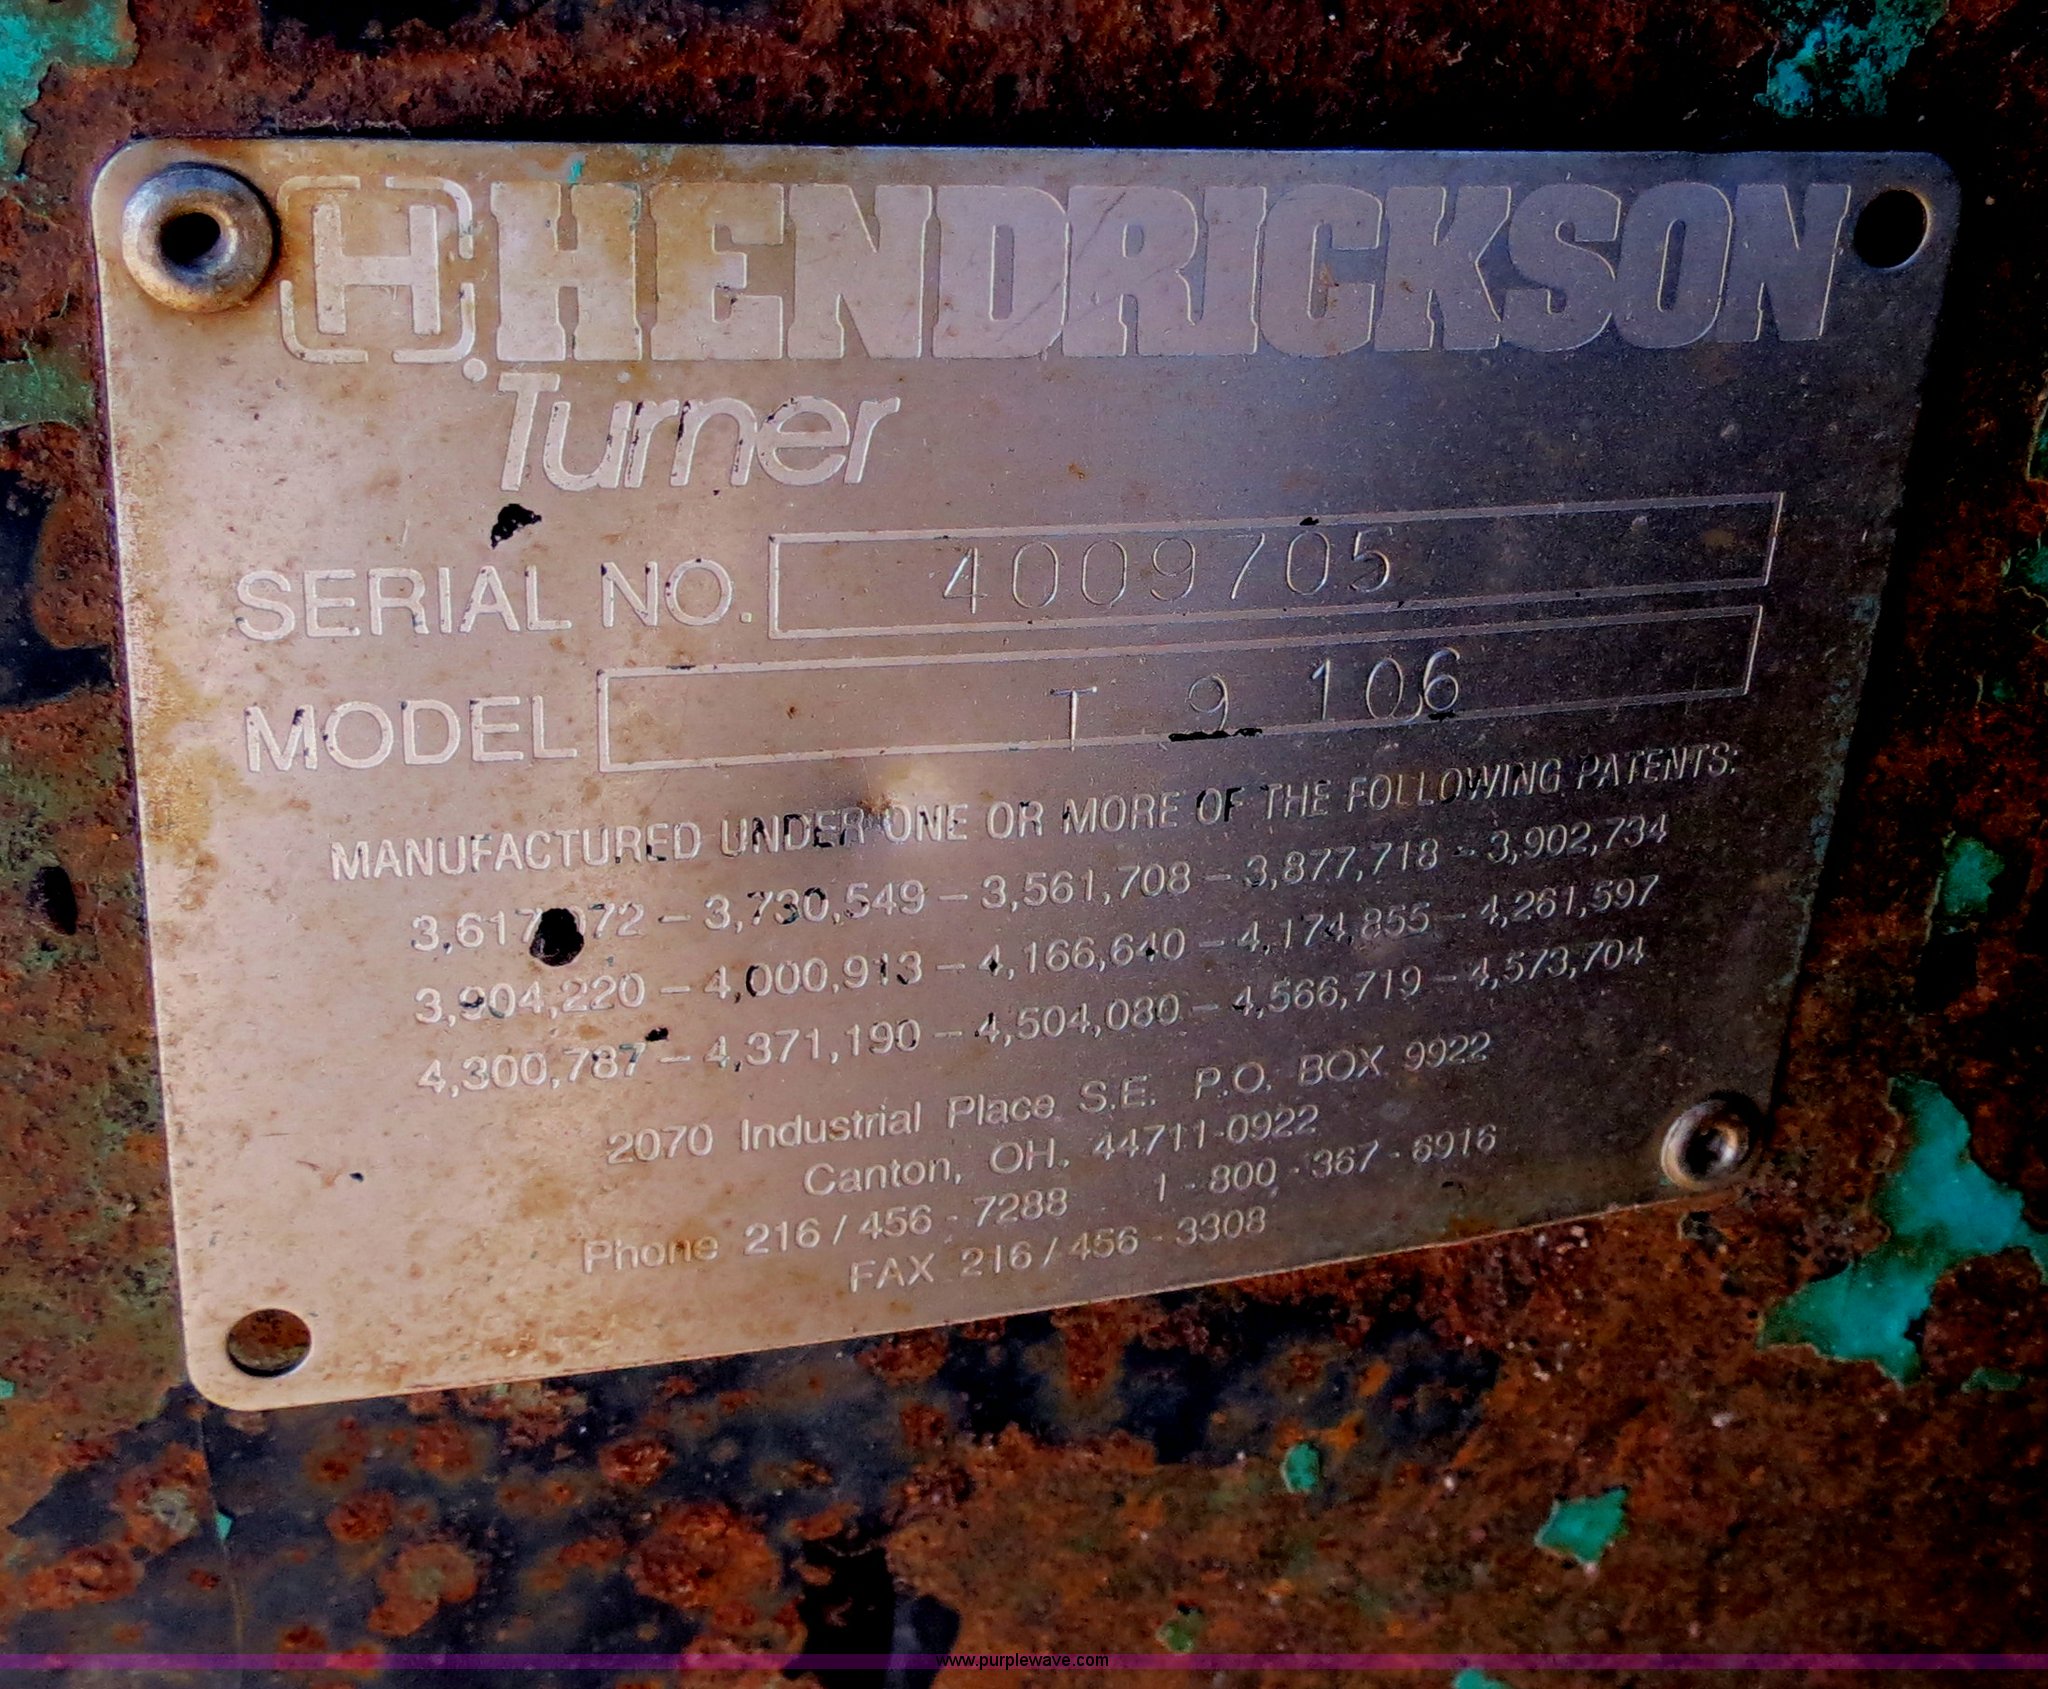 H HENDRICKSON
Turner
SERIAL NO. 4009705
MODEL T 9 106
MANUFACTURED UNDER ONE OR MORE OF THE FOLLOWING PATENTS:
3,730,549 – 3,561,708 – 3,877,718 – 3,902,734
3,904,220 – 4,000,913 – 4,166,640 – 4,174,855 – 4,261,597
4,300,787 – 4,371,190 – 4,504,080 – 4,566,719 – 4,573,704
2070 Industrial Place S.E. P.O. BOX 9922
Canton, OH. 44711-0922
Phone 216 / 456 - 7288 1 - 800 - 367 - 6916
FAX 216 / 456 - 3308
www.purplewave.com